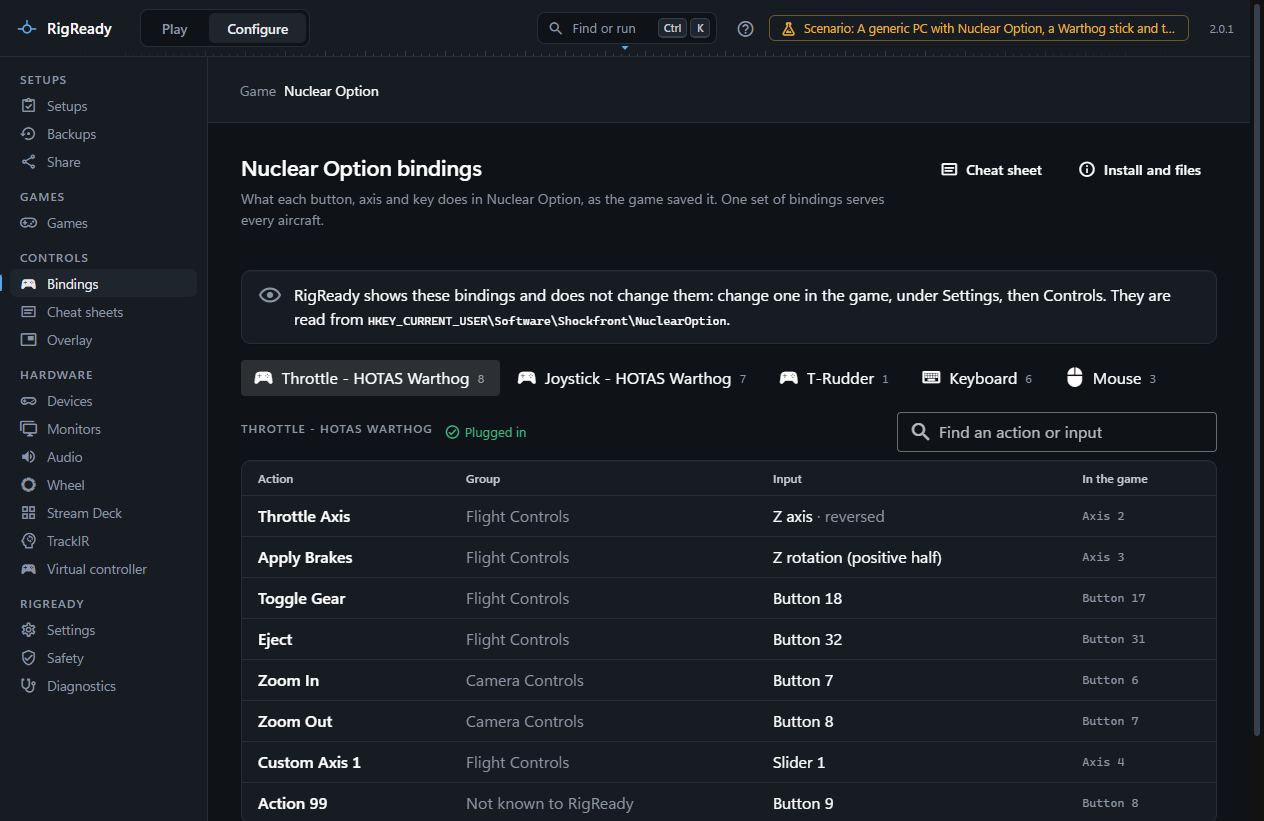 RigReady
Play
Configure
Find or run
Ctrl
K
Scenario: A generic PC with Nuclear Option, a Warthog stick and t...
2.0.1
SETUPS
Setups
Backups
Share
GAMES
Games
CONTROLS
Bindings
Cheat sheets
Overlay
HARDWARE
Devices
Monitors
Audio
Wheel
Stream Deck
TrackIR
Virtual controller
RIGREADY
Settings
Safety
Diagnostics
Game Nuclear Option
Nuclear Option bindings
Cheat sheet
Install and files
What each button, axis and key does in Nuclear Option, as the game saved it. One set of bindings serves
every aircraft.
RigReady shows these bindings and does not change them: change one in the game, under Settings, then Controls. They are
read from HKEY_CURRENT_USER\Software\Shockfront\NuclearOption.
Throttle - HOTAS Warthog 8
Joystick - HOTAS Warthog 7
T-Rudder 1
Keyboard 6
Mouse 3
THROTTLE - HOTAS WARTHOG
Plugged in
Find an action or input
Action Group Input In the game
Throttle Axis Flight Controls Z axis · reversed Axis 2
Apply Brakes Flight Controls Z rotation (positive half) Axis 3
Toggle Gear Flight Controls Button 18 Button 17
Eject Flight Controls Button 32 Button 31
Zoom In Camera Controls Button 7 Button 6
Zoom Out Camera Controls Button 8 Button 7
Custom Axis 1 Flight Controls Slider 1 Axis 4
Action 99 Not known to RigReady Button 9 Button 8